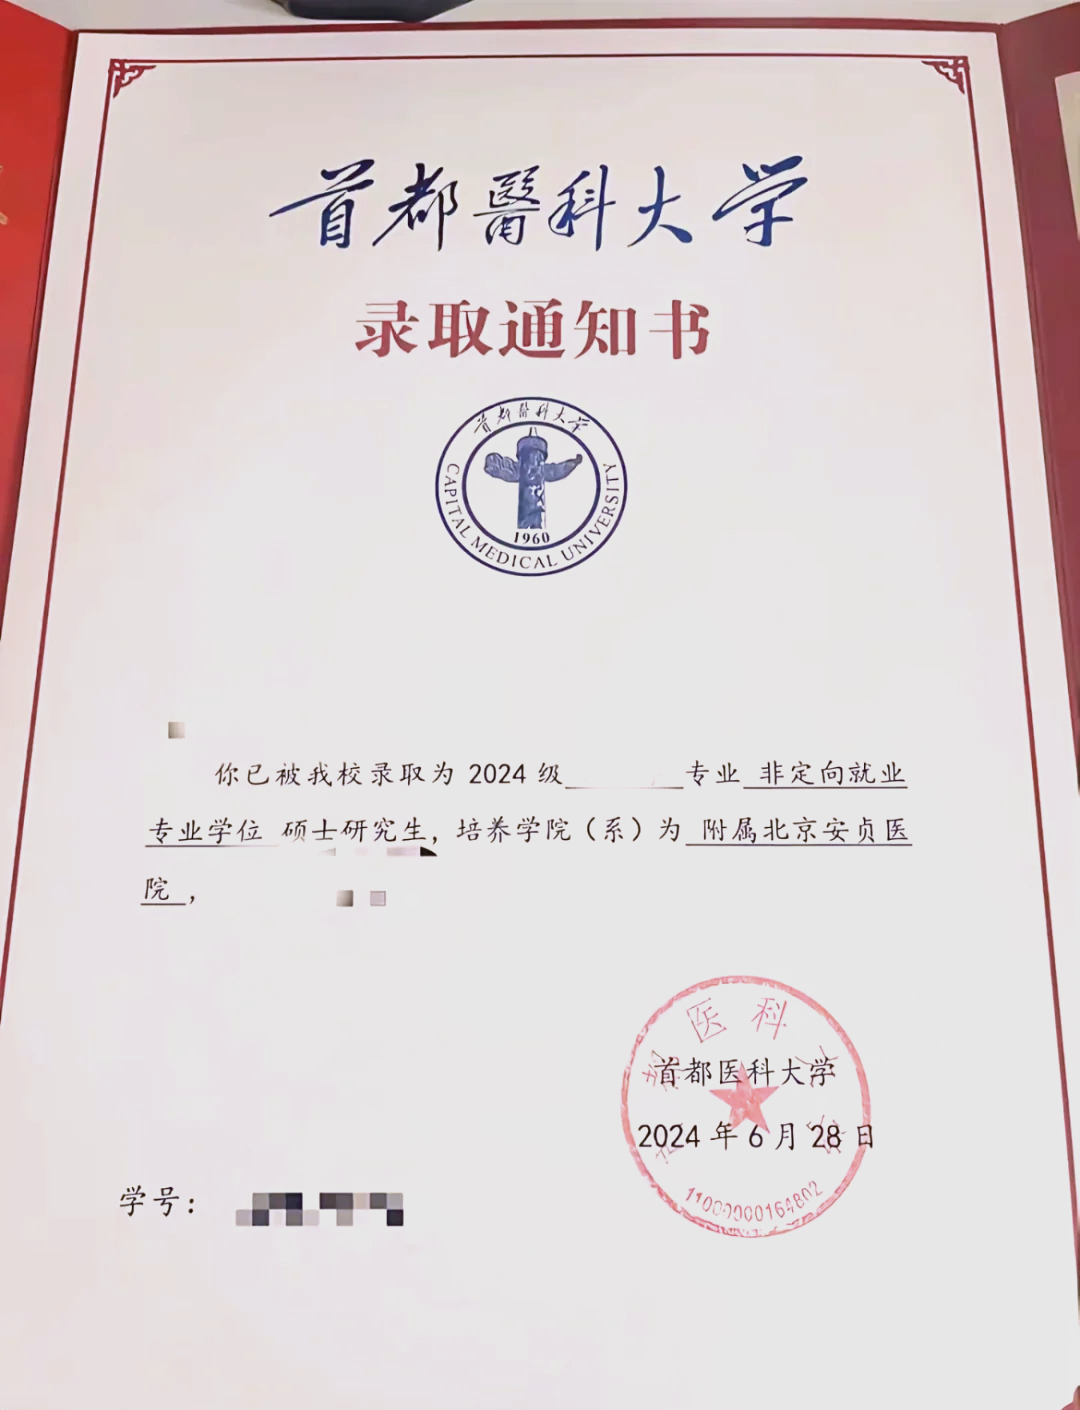 首都醫科大学
录取通知书
首都醫科大学
1960
CAPITAL MEDICAL UNIVERSITY
你已被我校录取为 2024 级 专业 非定向就业
专业学位 硕士研究生，培养学院（系）为 附属北京安贞医
院，
医科
首都医科大学
2024 年 6 月 28 日
11000000164802
学号：